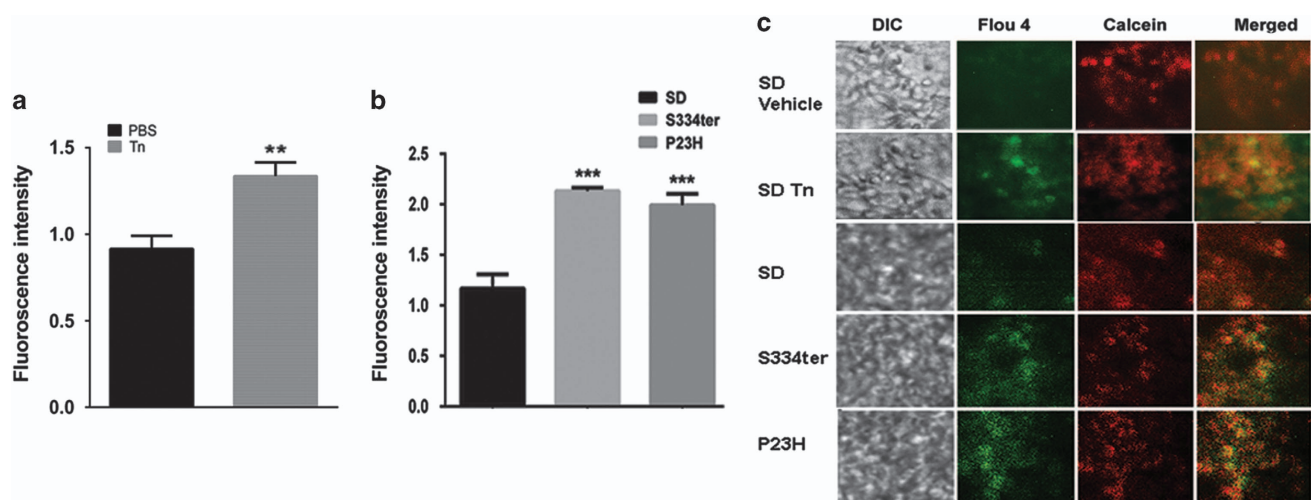 a
PBS
Tn
Fluoroscence intensity
1.5
1.0
0.5
0.0
**
b
SD
S334ter
P23H
Fluoroscence intensity
2.5
2.0
1.5
1.0
0.5
0.0
***
***
c
DIC Flou 4 Calcein Merged
SD
Vehicle
SD Tn
SD
S334ter
P23H